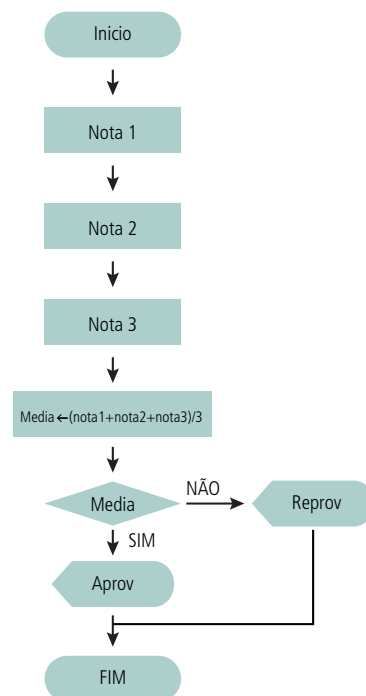 Inicio
Nota 1
Nota 2
Nota 3
Media←(nota1+nota2+nota3)/3
Media
NÃO
Reprov
SIM
Aprov
FIM